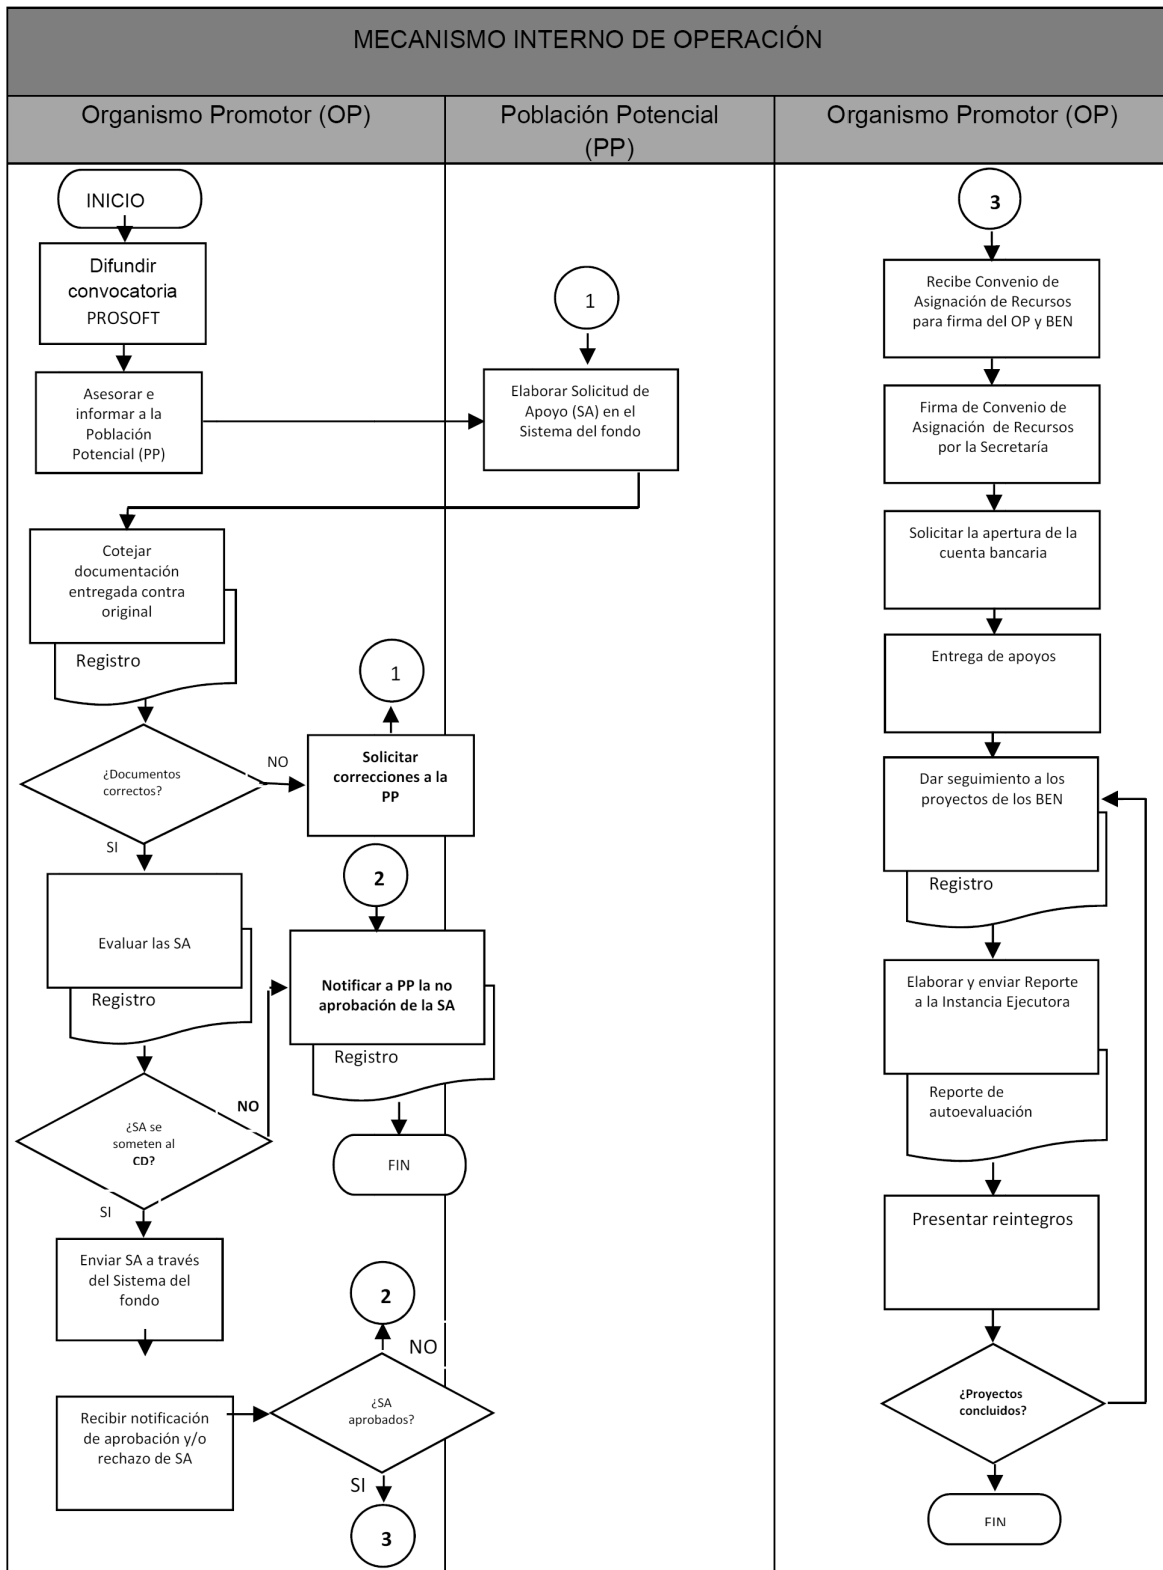 MECANISMO INTERNO DE OPERACIÓN
Organismo Promotor (OP)
Población Potencial
(PP)
Organismo Promotor (OP)
INICIO
Difundir
convocatoria
PROSOFT
Asesorar e
informar a la
Población
Potencial (PP)
1
Elaborar Solicitud de
Apoyo (SA) en el
Sistema del fondo
Cotejar
documentación
entregada contra
original
Registro
¿Documentos
correctos?
NO
SI
1
Solicitar
correcciones a la
PP
Evaluar las SA
Registro
2
Notificar a PP la no
aprobación de la SA
Registro
FIN
¿SA se
someten al
CD?
NO
SI
Enviar SA a través
del Sistema del
fondo
Recibir notificación
de aprobación y/o
rechazo de SA
2
NO
¿SA
aprobados?
SI
3
3
Recibe Convenio de
Asignación de Recursos
para firma del OP y BEN
Firma de Convenio de
Asignación de Recursos
por la Secretaría
Solicitar la apertura de la
cuenta bancaria
Entrega de apoyos
Dar seguimiento a los
proyectos de los BEN
Registro
Elaborar y enviar Reporte
a la Instancia Ejecutora
Reporte de
autoevaluación
Presentar reintegros
¿Proyectos
concluidos?
FIN